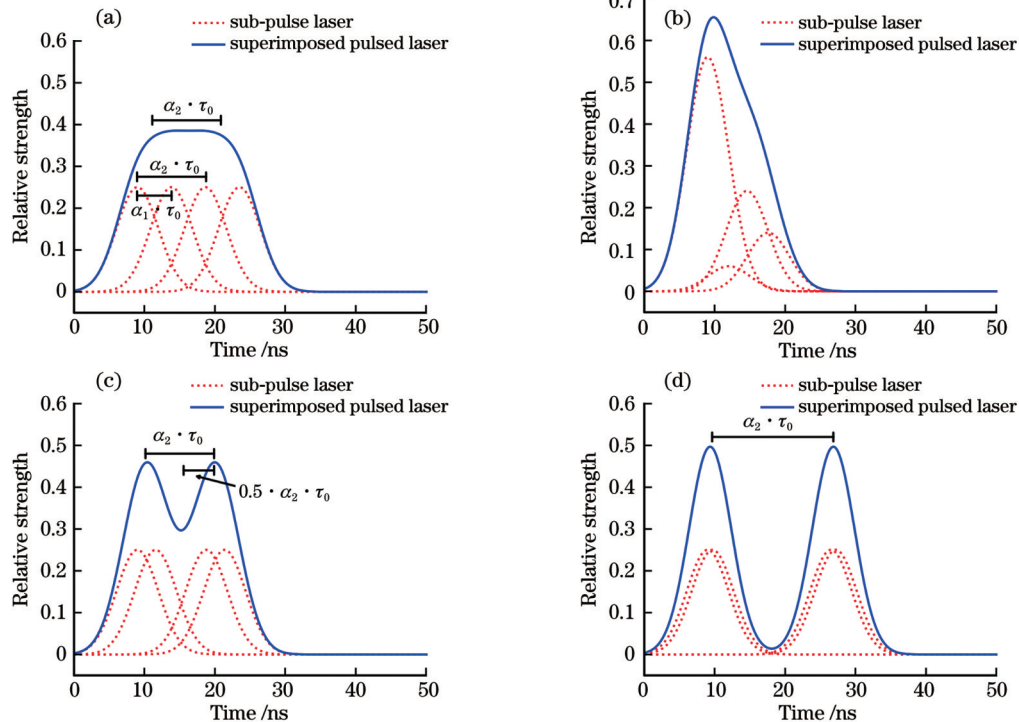 (a)
sub-pulse laser
superimposed pulsed laser
0.6
0.5
0.4
0.3
0.2
0.1
0
Relative strength
α₂ · τ₀
α₂ · τ₀
α₁ · τ₀
0 10 20 30 40 50
Time /ns
(b)
sub-pulse laser
superimposed pulsed laser
0.7
0.6
0.5
0.4
0.3
0.2
0.1
0
Relative strength
0 10 20 30 40 50
Time /ns
(c)
sub-pulse laser
superimposed pulsed laser
0.6
0.5
0.4
0.3
0.2
0.1
0
Relative strength
α₂ · τ₀
0.5 · α₂ · τ₀
0 10 20 30 40 50
Time /ns
(d)
sub-pulse laser
superimposed pulsed laser
0.6
0.5
0.4
0.3
0.2
0.1
0
Relative strength
α₂ · τ₀
0 10 20 30 40 50
Time /ns